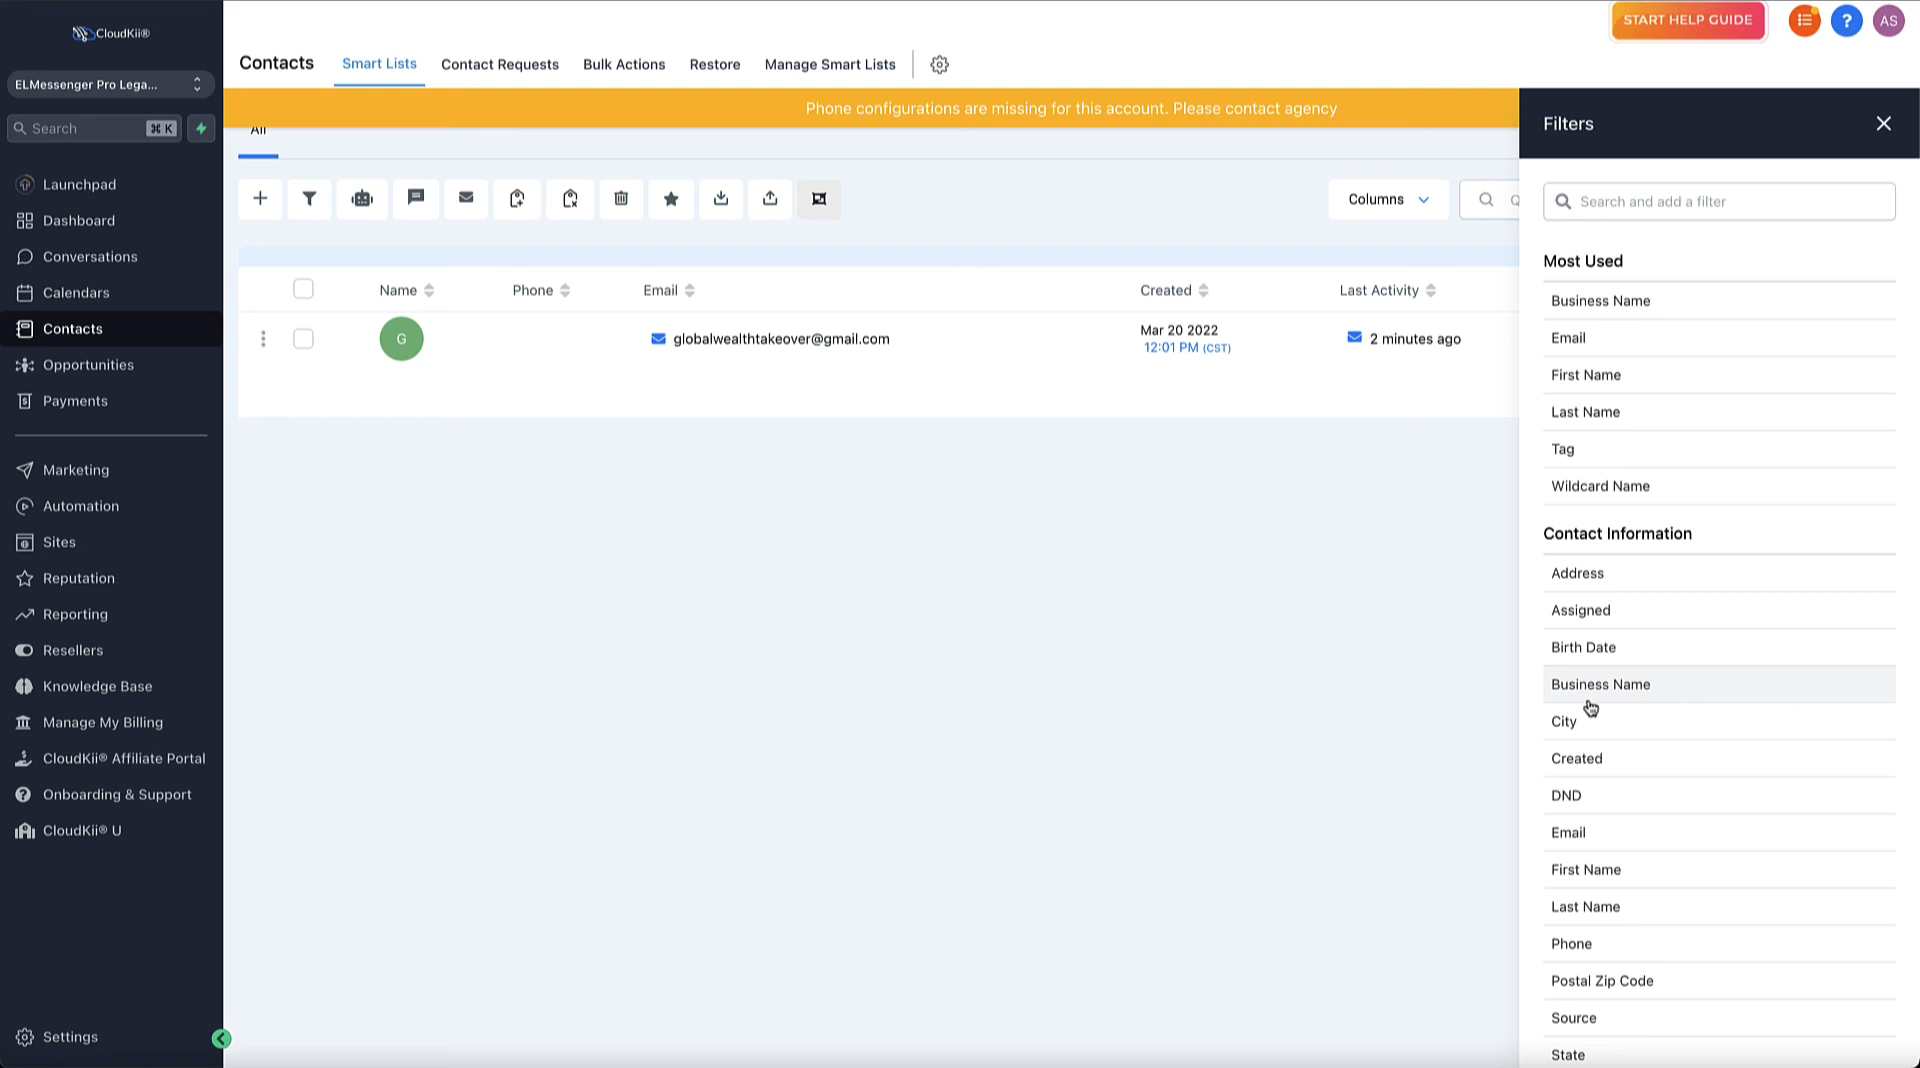 CloudKii®
ELMessenger Pro Lega...
Search
⌘ K
Launchpad
Dashboard
Conversations
Calendars
Contacts
Opportunities
Payments
Marketing
Automation
Sites
Reputation
Reporting
Resellers
Knowledge Base
Manage My Billing
CloudKii® Affiliate Portal
Onboarding & Support
CloudKii® U
Settings
START HELP GUIDE
?
AS
Contacts
Smart Lists
Contact Requests
Bulk Actions
Restore
Manage Smart Lists
Phone configurations are missing for this account. Please contact agency
All
Columns
Q
Name
Phone
Email
Created
Last Activity
G
globalwealthtakeover@gmail.com
Mar 20 2022
12:01 PM (CST)
2 minutes ago
Filters
Search and add a filter
Most Used
Business Name
Email
First Name
Last Name
Tag
Wildcard Name
Contact Information
Address
Assigned
Birth Date
Business Name
City
Created
DND
Email
First Name
Last Name
Phone
Postal Zip Code
Source
State